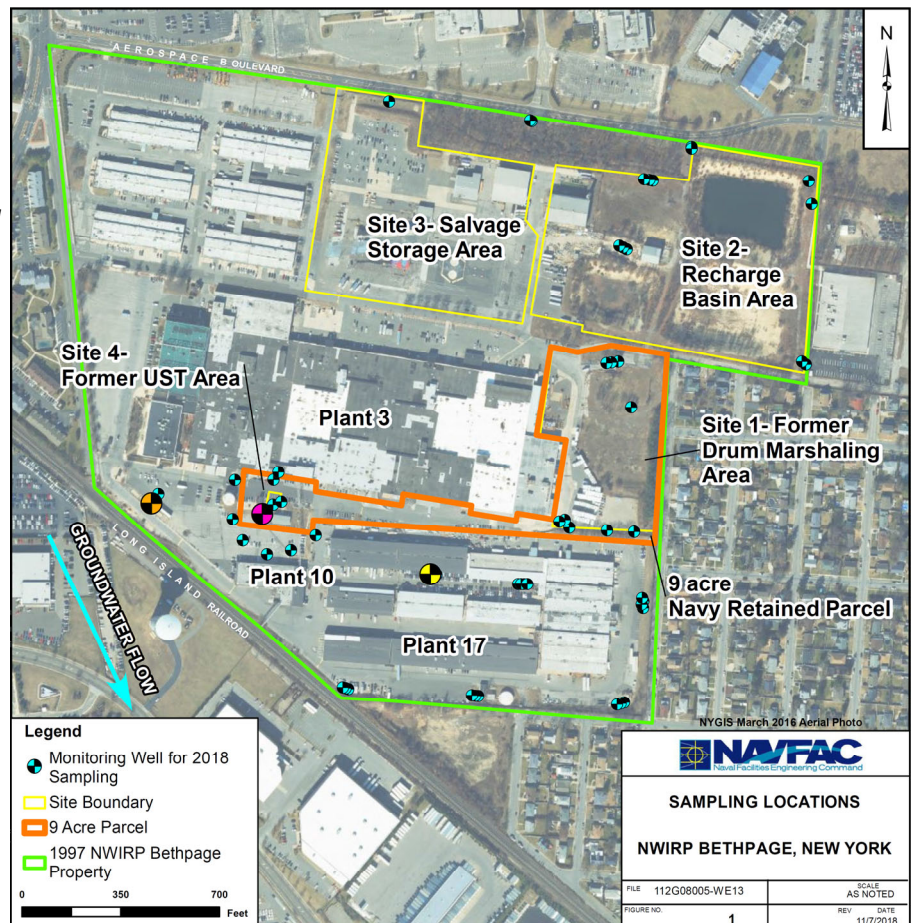 AEROSPACE BOULEVARD
N
Site 3- Salvage
Storage Area
Site 2-
Recharge
Basin Area
Site 4-
Former UST Area
Plant 3
Site 1- Former
Drum Marshaling
Area
LONG ISLAND RAILROAD
GROUNDWATER FLOW
Plant 10
9 acre
Navy Retained Parcel
Plant 17
NYGIS March 2016 Aerial Photo
Legend
Monitoring Well for 2018
Sampling
Site Boundary
9 Acre Parcel
1997 NWIRP Bethpage
Property
0 350 700
Feet
NAVFAC
Naval Facilities Engineering Command
SAMPLING LOCATIONS
NWIRP BETHPAGE, NEW YORK
FILE 112G08005-WE13
SCALE
AS NOTED
FIGURE NO.
1
REV DATE
11/7/2018